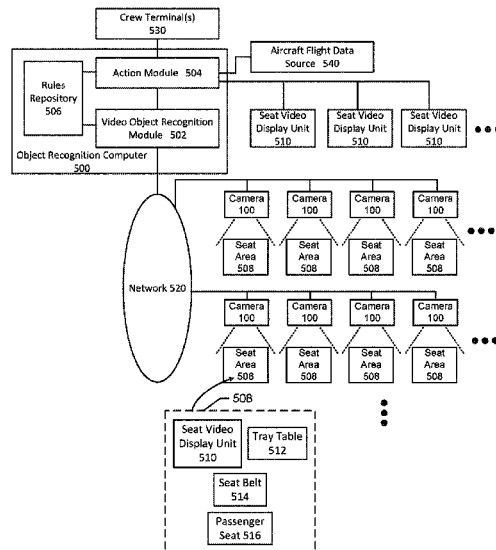 Crew Terminal(s)
530
Action Module 504
Aircraft Flight Data
Source 540
Rules
Repository
506
Video Object Recognition
Module 502
Object Recognition Computer
500
Seat Video
Display Unit
510
Seat Video
Display Unit
510
Seat Video
Display Unit
510
Network 520
Camera
100
Camera
100
Camera
100
Camera
100
Seat
Area
508
Seat
Area
508
Seat
Area
508
Seat
Area
508
Camera
100
Camera
100
Camera
100
Camera
100
Seat
Area
508
Seat
Area
508
Seat
Area
508
Seat
Area
508
508
Seat Video
Display Unit
510
Tray Table
512
Seat Belt
514
Passenger
Seat 516